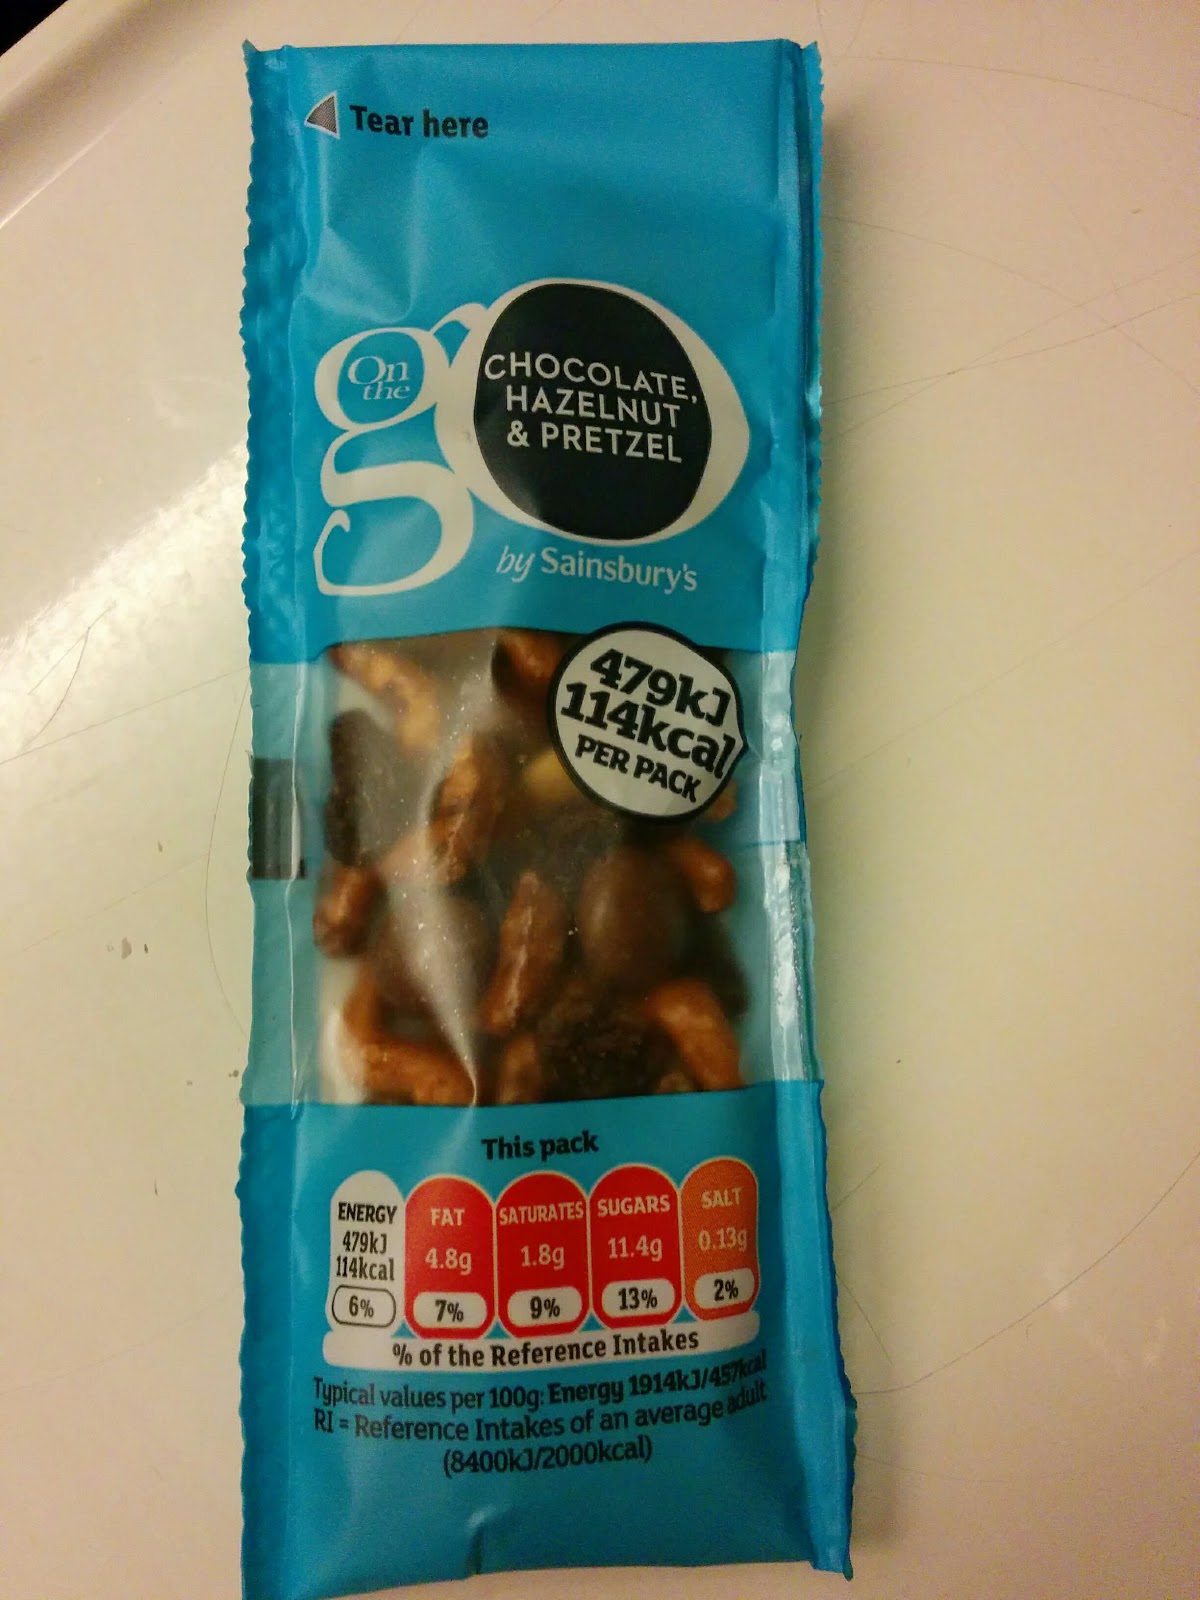 Tear here
On
the
go
CHOCOLATE,
HAZELNUT
& PRETZEL
by Sainsbury's
479kJ
114kcal
PER PACK
This pack
ENERGY
479kJ
114kcal
6%
FAT
4.8g
7%
SATURATES
1.8g
9%
SUGARS
11.4g
13%
SALT
0.13g
2%
% of the Reference Intakes
Typical values per 100g: Energy 1914kJ/457kcal
RI = Reference Intakes of an average adult
(8400kJ/2000kcal)